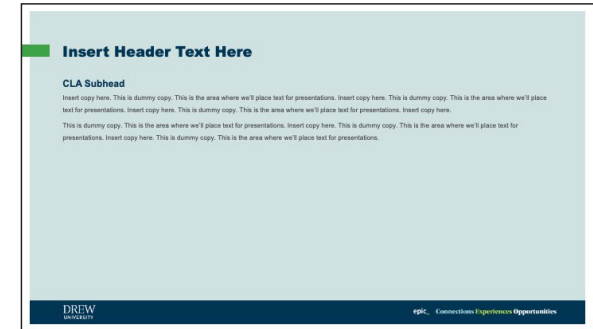 Insert Header Text Here
CLA Subhead
Insert copy here. This is dummy copy. This is the area where we'll place text for presentations. Insert copy here. This is dummy copy. This is the area where we'll place
text for presentations. Insert copy here. This is dummy copy. This is the area where we'll place text for presentations. Insert copy here.
This is dummy copy. This is the area where we'll place text for presentations. Insert copy here. This is dummy copy. This is the area where we'll place text for
presentations. Insert copy here. This is dummy copy. This is the area where we'll place text for presentations.
DREW
UNIVERSITY
epic_ Connections Experiences Opportunities